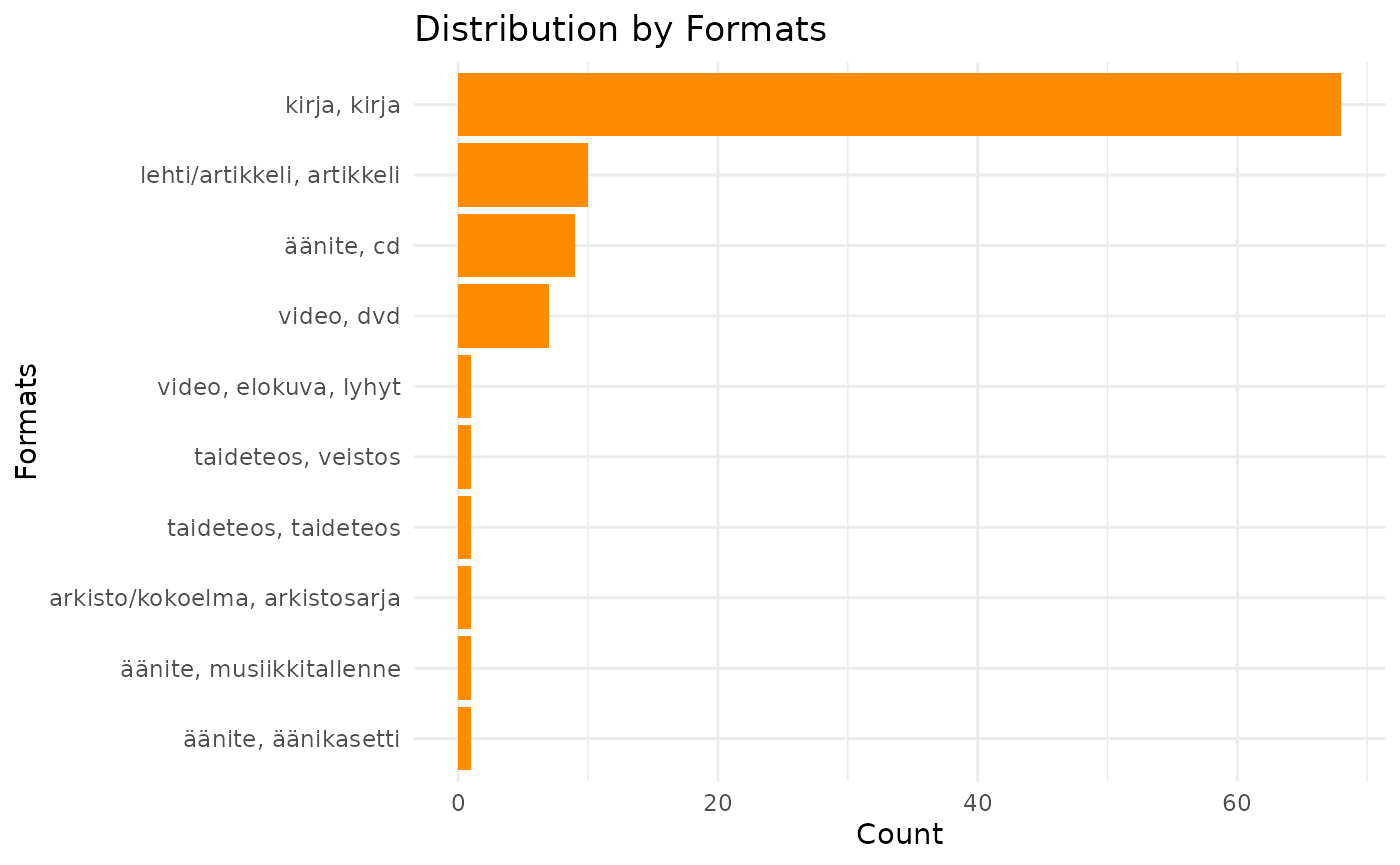 Distribution by Formats
Formats
kirja, kirja
lehti/artikkeli, artikkeli
äänite, cd
video, dvd
video, elokuva, lyhyt
taideteos, veistos
taideteos, taideteos
arkisto/kokoelma, arkistosarja
äänite, musiikkitallenne
äänite, äänikasetti
0 20 40 60
Count